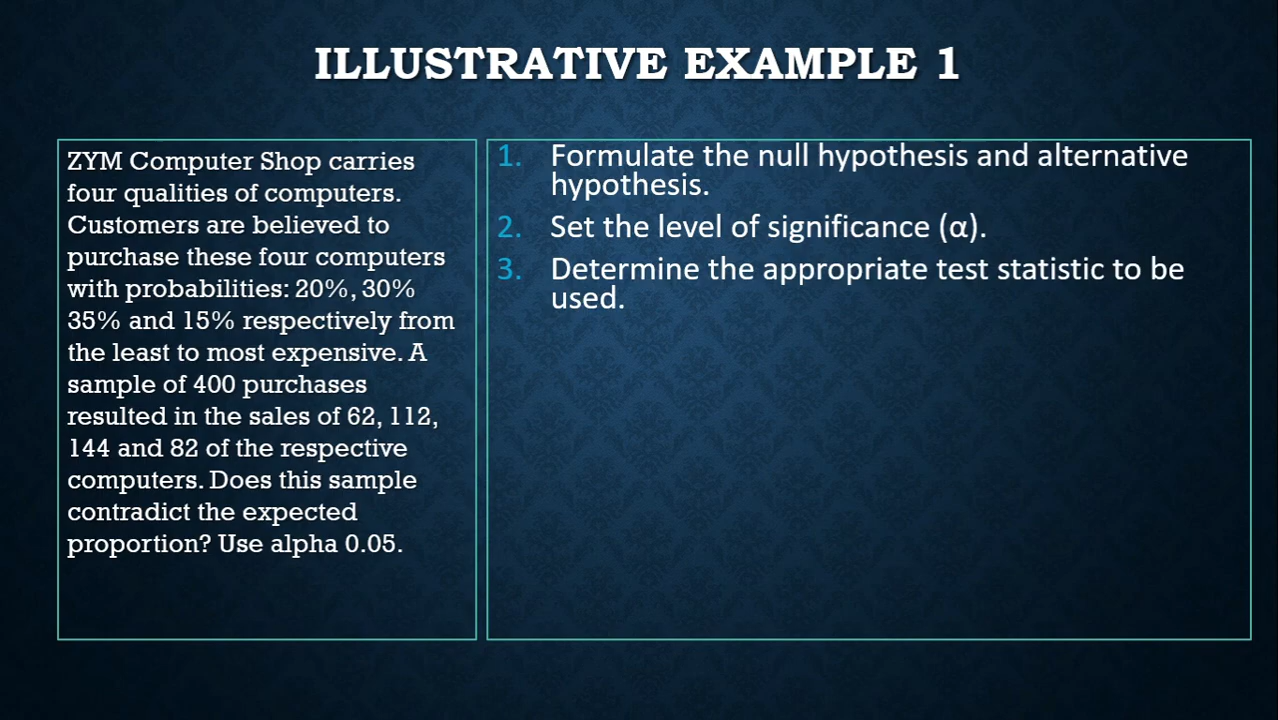 ILLUSTRATIVE EXAMPLE 1
ZYM Computer Shop carries
four qualities of computers.
Customers are believed to
purchase these four computers
with probabilities: 20%, 30%
35% and 15% respectively from
the least to most expensive. A
sample of 400 purchases
resulted in the sales of 62, 112,
144 and 82 of the respective
computers. Does this sample
contradict the expected
proportion? Use alpha 0.05.
1. Formulate the null hypothesis and alternative
hypothesis.
2. Set the level of significance (α).
3. Determine the appropriate test statistic to be
used.